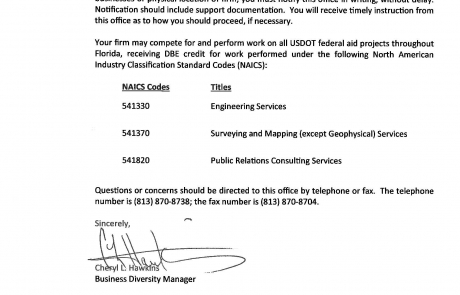 businesses or physical location of firm, you must notify this office in writing, without delay.
Notification should include support documentation. You will receive timely instruction from
this office as to how you should proceed, if necessary.
Your firm may compete for and perform work on all USDOT federal aid projects throughout
Florida, receiving DBE credit for work performed under the following North American
Industry Classification Standard Codes (NAICS):
NAICS Codes Titles
541330 Engineering Services
541370 Surveying and Mapping (except Geophysical) Services
541820 Public Relations Consulting Services
Questions or concerns should be directed to this office by telephone or fax. The telephone
number is (813) 870-8738; the fax number is (813) 870-8704.
Sincerely,
Cheryl L. Hawkins
Business Diversity Manager